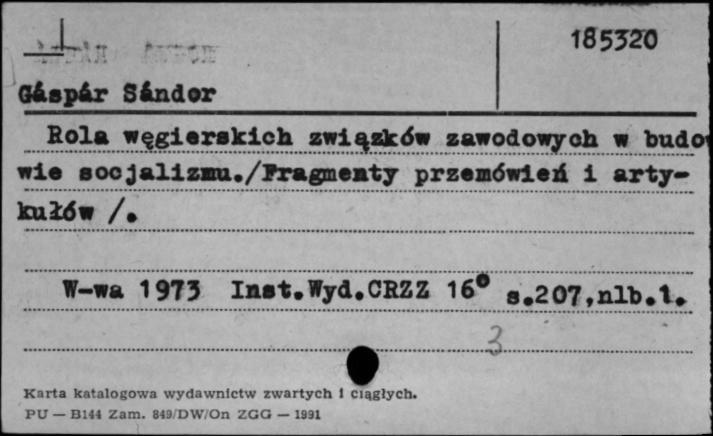 185320
Gáspár Sándor
Rola węgierskich związków zawodowych w budo
wie socjalizmu./Fragmenty przemówień i arty-
kułów /.
W-wa 1973 Inst.Wyd.CRZZ 16° s.207,nlb.1.
3
Karta katalogowa wydawnictw zwartych i ciągłych.
PU — B144 Zam. 849/DW/On ZGG — 1991